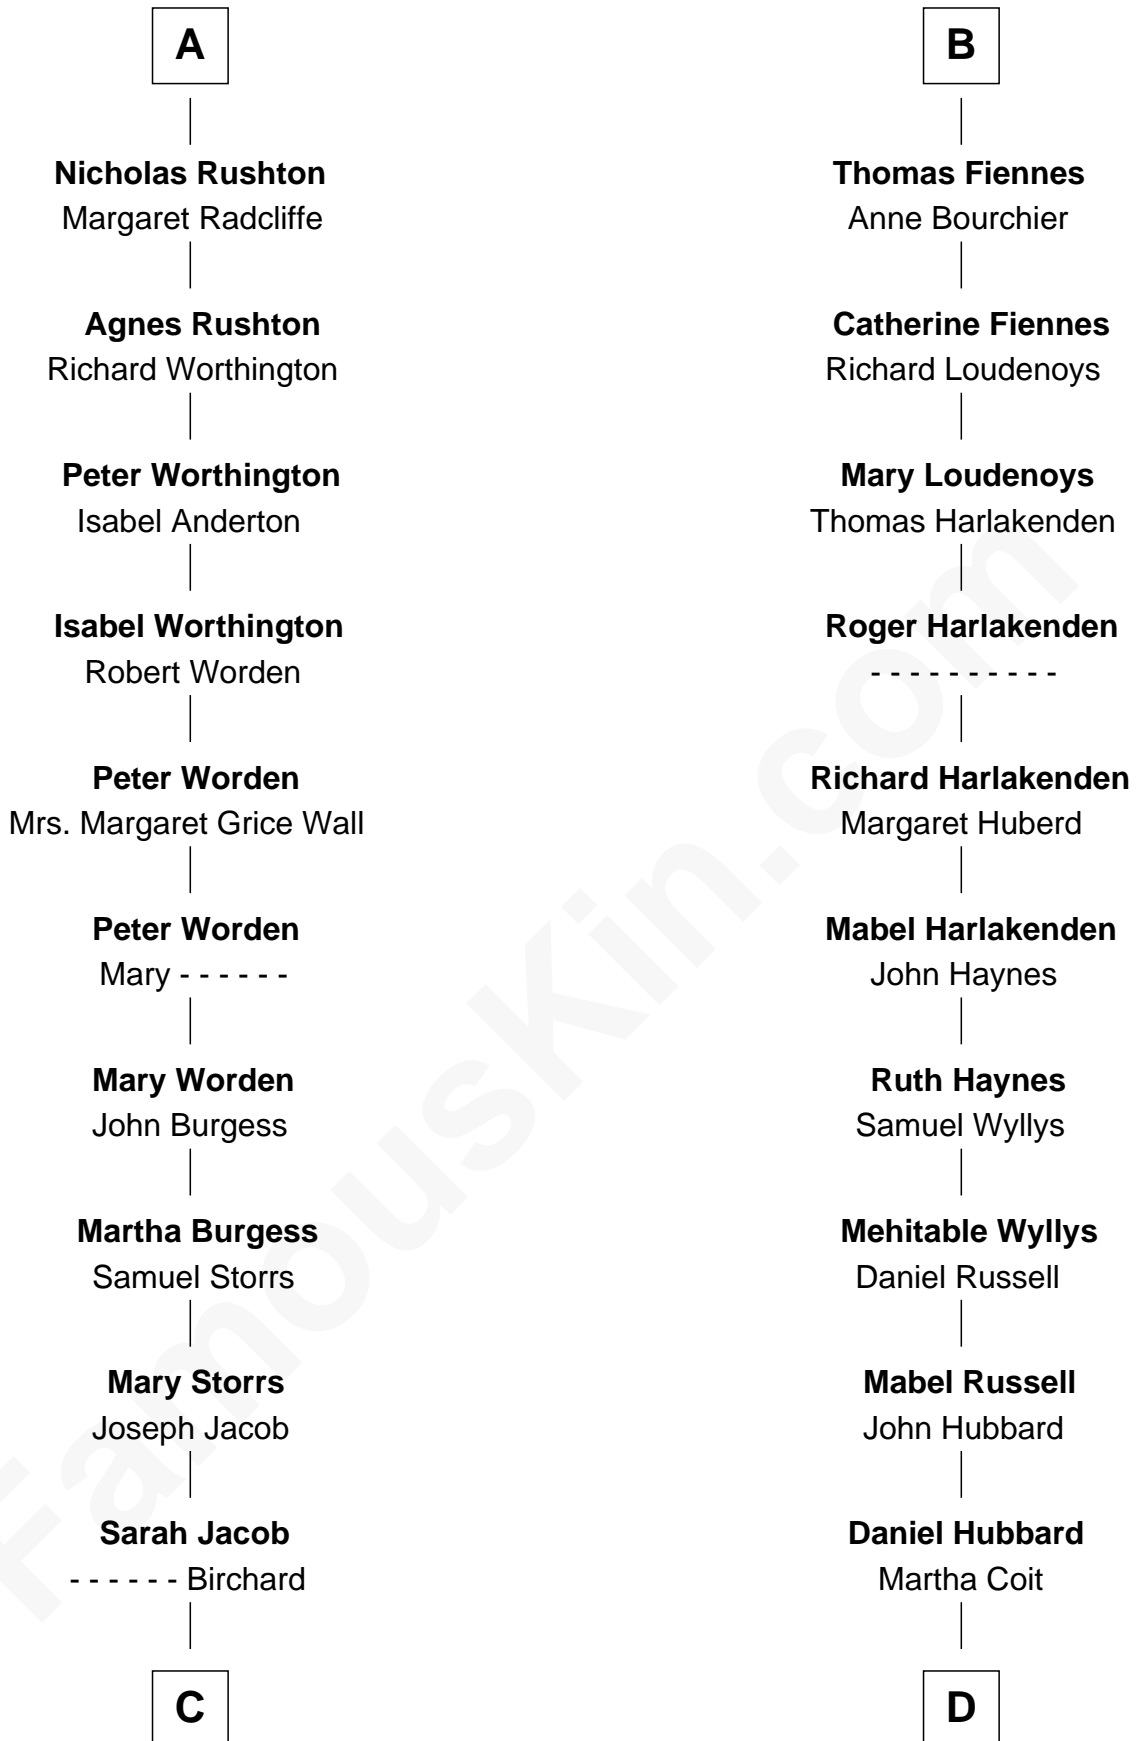 A
Nicholas Rushton
Margaret Radcliffe
Agnes Rushton
Richard Worthington
Peter Worthington
Isabel Anderton
Isabel Worthington
Robert Worden
Peter Worden
Mrs. Margaret Grice Wall
Peter Worden
Mary - - - - - -
Mary Worden
John Burgess
Martha Burgess
Samuel Storrs
Mary Storrs
Joseph Jacob
Sarah Jacob
- - - - - - Birchard
C
B
Thomas Fiennes
Anne Bourchier
Catherine Fiennes
Richard Loudenoys
Mary Loudenoys
Thomas Harlakenden
Roger Harlakenden
- - - - - - - - - -
Richard Harlakenden
Margaret Huberd
Mabel Harlakenden
John Haynes
Ruth Haynes
Samuel Wyllys
Mehitable Wyllys
Daniel Russell
Mabel Russell
John Hubbard
Daniel Hubbard
Martha Coit
D
FamousKin.com